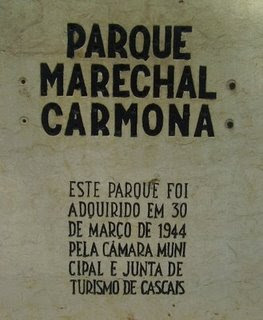 PARQUE
MARECHAL
CARMONA
ESTE PARQUE FOI
ADQUIRIDO EM 30
DE MARÇO DE 1944
PELA CÂMARA MUNI
CIPAL E JUNTA DE
TURISMO DE CASCAIS